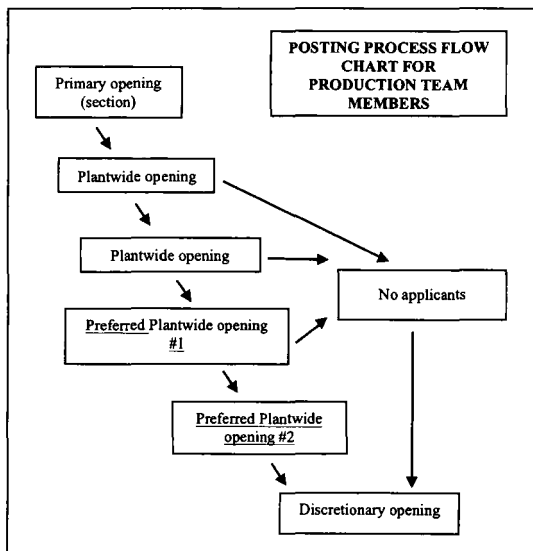 POSTING PROCESS FLOW
CHART FOR
PRODUCTION TEAM
MEMBERS
Primary opening
(section)
Plantwide opening
Plantwide opening
No applicants
Preferred Plantwide opening
#1
Preferred Plantwide
opening #2
Discretionary opening